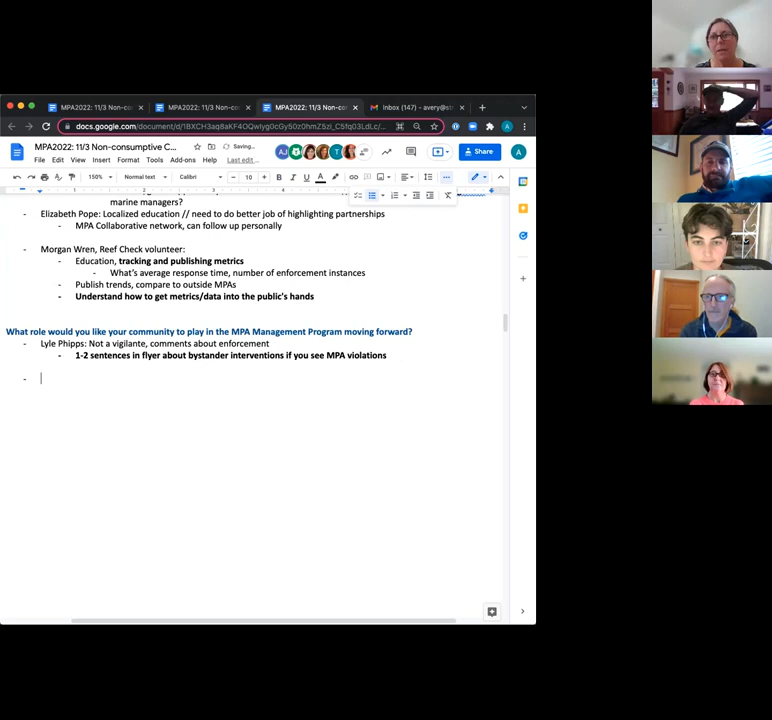 MPA2022: 11/3 Non-co
MPA2022: 11/3 Non-co
MPA2022: 11/3 Non-co
Inbox (147) - avery@st
docs.google.com/document/d/
MPA2022: 11/3 Non-consumptive C...
Saving...
File Edit View Insert Format Tools Add-ons Help Last edit ...
AJ
Share
A
150% Normal text Calibri 10 B I U A
marine managers?
- Elizabeth Pope: Localized education // need to do better job of highlighting partnerships
- MPA Collaborative network, can follow up personally
- Morgan Wren, Reef Check volunteer:
- Education, tracking and publishing metrics
- What's average response time, number of enforcement instances
- Publish trends, compare to outside MPAs
- Understand how to get metrics/data into the public's hands
What role would you like your community to play in the MPA Management Program moving forward?
- Lyle Phipps: Not a vigilante, comments about enforcement
- 1-2 sentences in flyer about bystander interventions if you see MPA violations
-